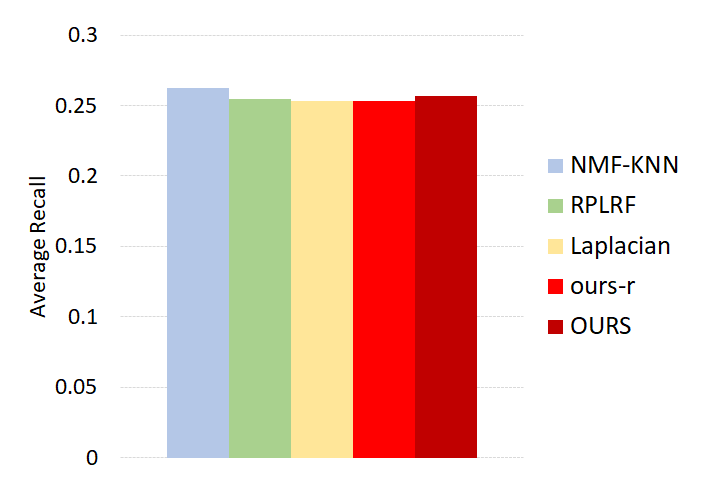 0.3
0.25
0.2
0.15
0.1
0.05
0
Average Recall
NMF-KNN
RPLRF
Laplacian
ours-r
OURS